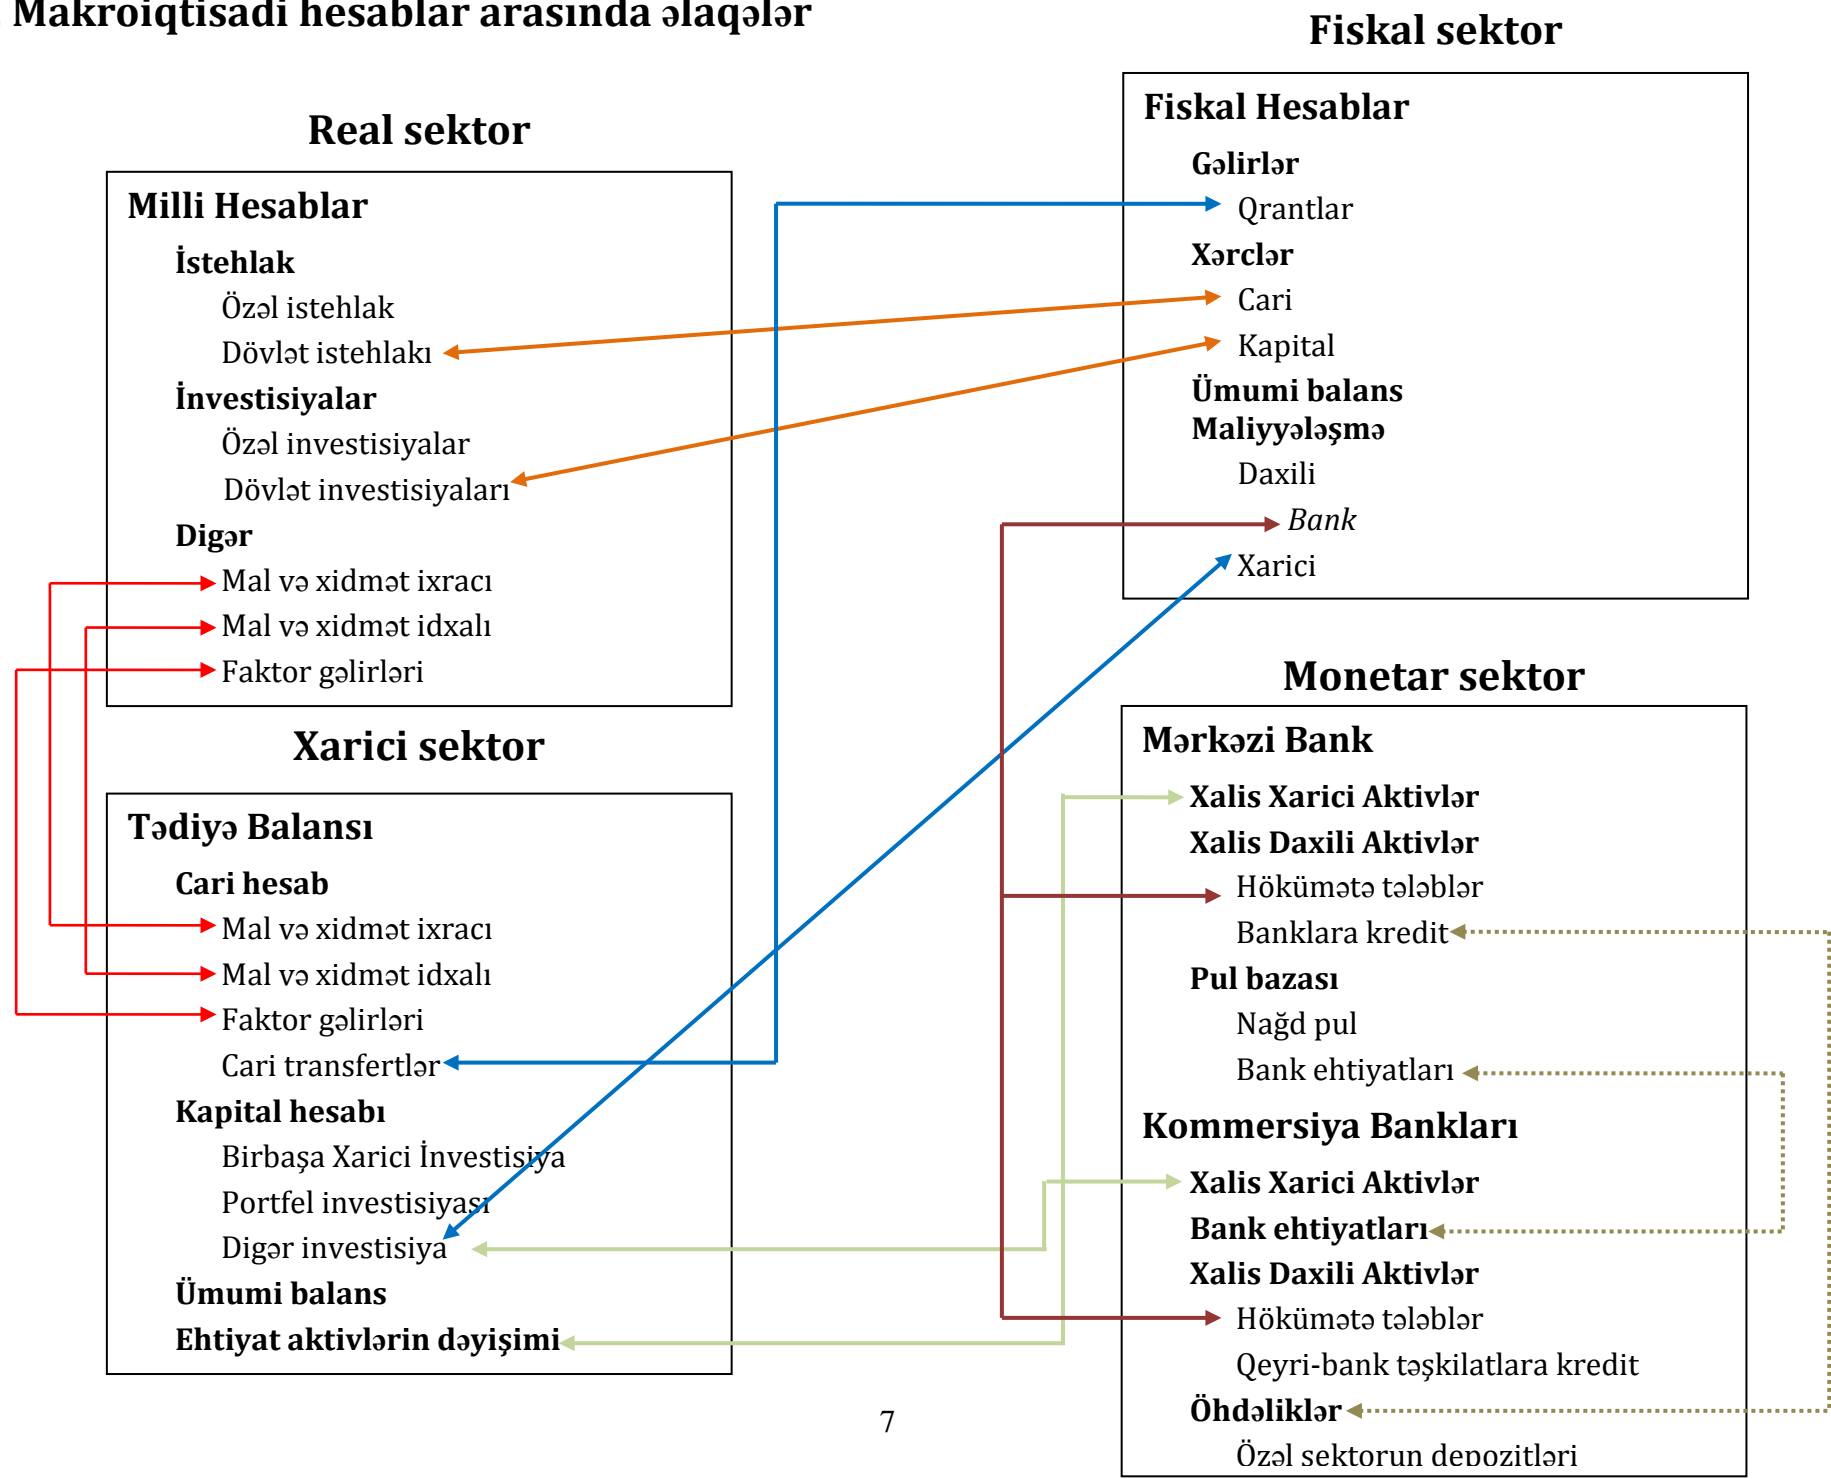 Makroiqtisadi hesablar arasında əlaqələr
Real sektor
Milli Hesablar
İstehlak
Özəl istehlak
Dövlət istehlakı
İnvestisiyalar
Özəl investisiyalar
Dövlət investisiyaları
Digər
Mal və xidmət ixracı
Mal və xidmət idxalı
Faktor gəlirləri
Xarici sektor
Tədiyə Balansı
Cari hesab
Mal və xidmət ixracı
Mal və xidmət idxalı
Faktor gəlirləri
Cari transfertlər
Kapital hesabı
Birbaşa Xarici İnvestisiya
Portfel investisiyası
Digər investisiya
Ümumi balans
Ehtiyat aktivlərin dəyişimi
Fiskal sektor
Fiskal Hesablar
Gəlirlər
Qrantlar
Xərclər
Cari
Kapital
Ümumi balans
Maliyyələşmə
Daxili
Bank
Xarici
Monetar sektor
Mərkəzi Bank
Xalis Xarici Aktivlər
Xalis Daxili Aktivlər
Hökümətə tələblər
Banklara kredit
Pul bazası
Nağd pul
Bank ehtiyatları
Kommersiya Bankları
Xalis Xarici Aktivlər
Bank ehtiyatları
Xalis Daxili Aktivlər
Hökümətə tələblər
Qeyri-bank təşkilatlara kredit
Öhdəliklər
Özəl sektorun depozitləri
7